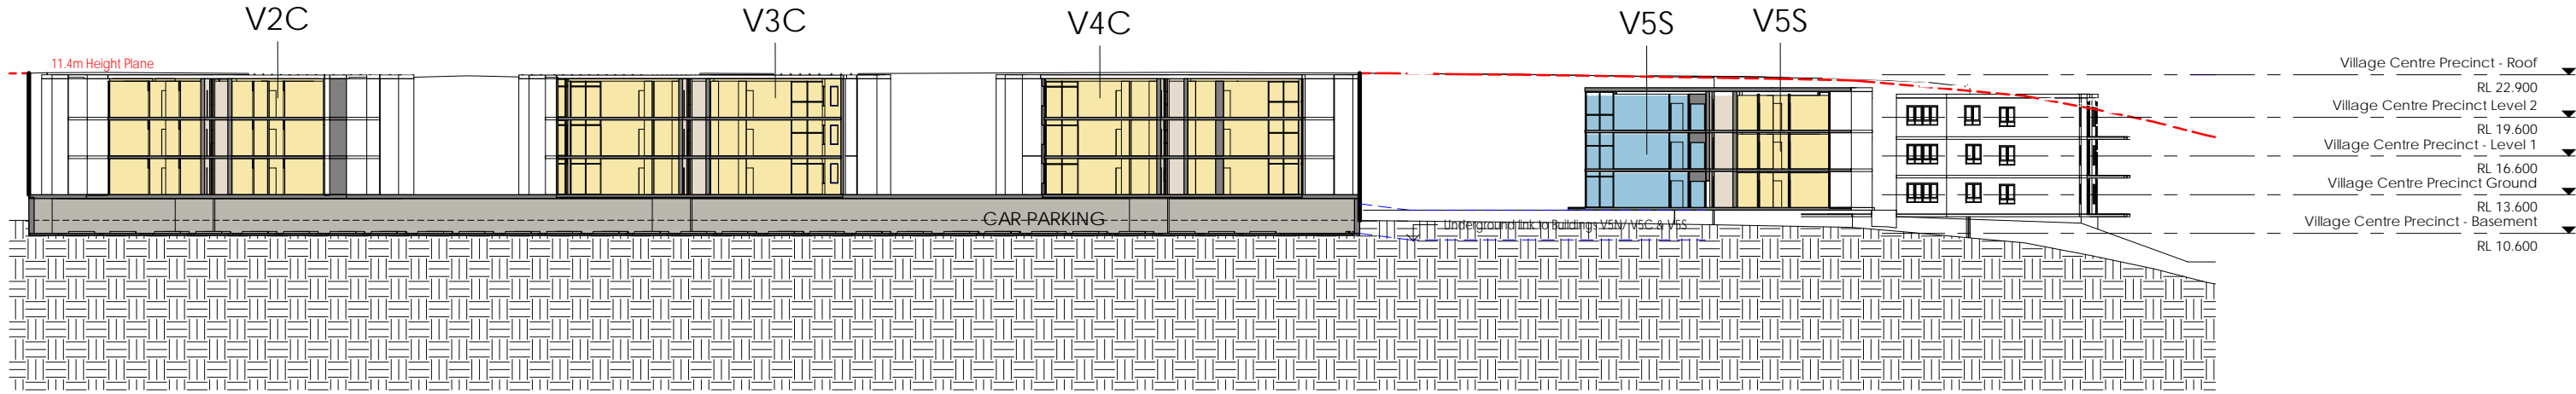 V2C
V3C
V4C
V5S
V5S
11.4m Height Plane
Village Centre Precinct - Roof
RL 22.900
Village Centre Precinct Level 2
RL 19.600
Village Centre Precinct - Level 1
RL 16.600
Village Centre Precinct Ground
RL 13.600
CAR PARKING
Underground link to Buildings V5N/ V5C & V5S
Village Centre Precinct - Basement
RL 10.600